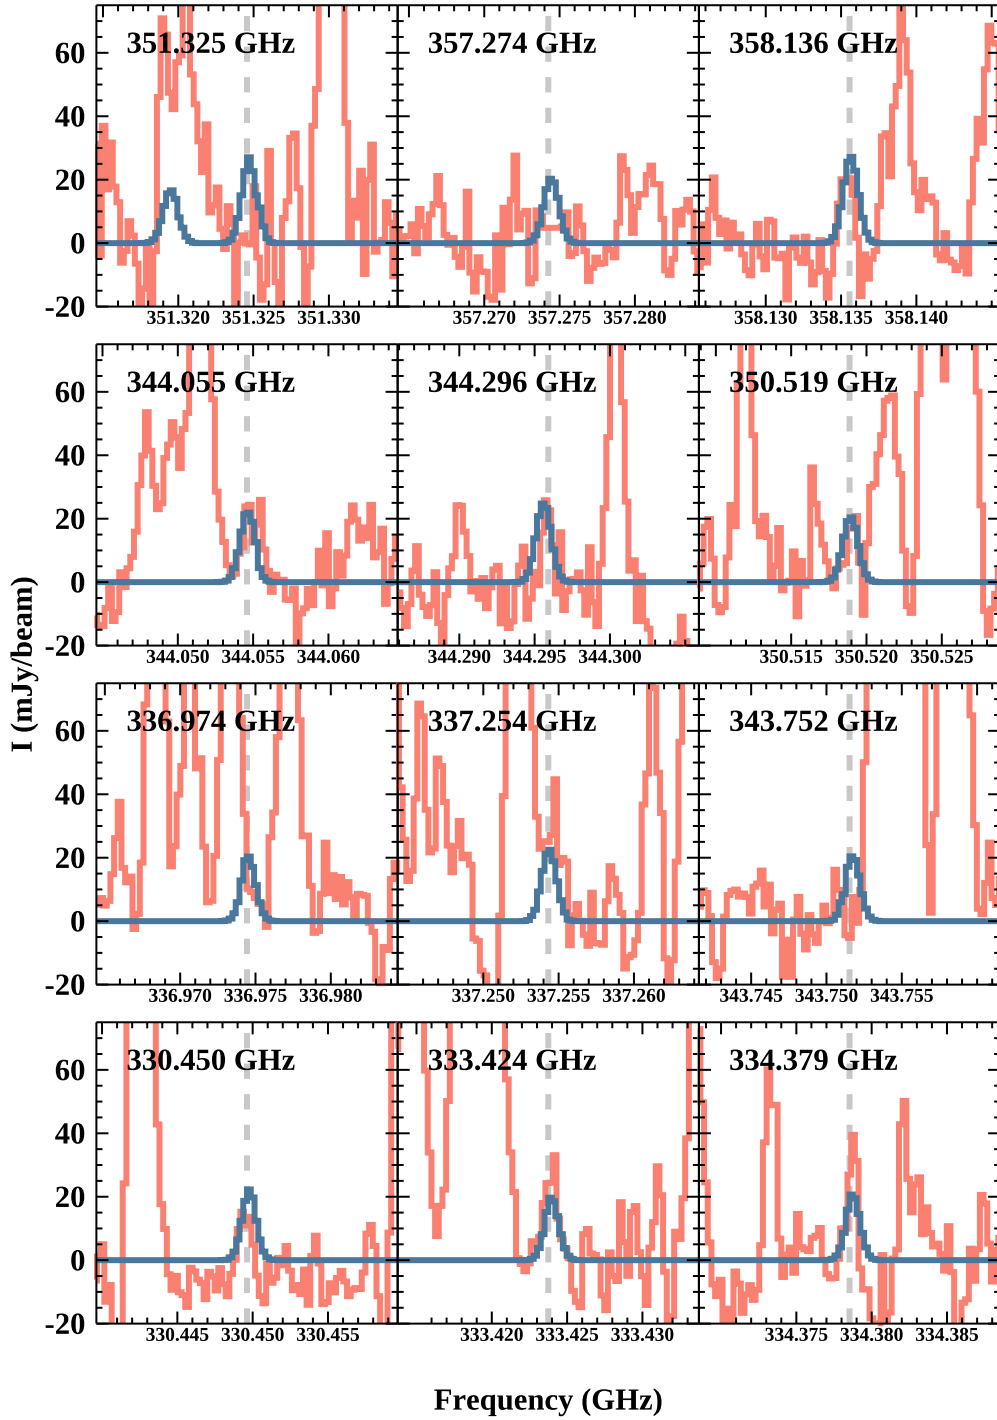 351.325 GHz 357.274 GHz 358.136 GHz
60
40
20
0
-20
351.320 351.325 351.330 357.270 357.275 357.280 358.130 358.135 358.140
344.055 GHz 344.296 GHz 350.519 GHz
60
40
20
0
-20
344.050 344.055 344.060 344.290 344.295 344.300 350.515 350.520 350.525
I (mJy/beam)
336.974 GHz 337.254 GHz 343.752 GHz
60
40
20
0
-20
336.970 336.975 336.980 337.250 337.255 337.260 343.745 343.750 343.755
330.450 GHz 333.424 GHz 334.379 GHz
60
40
20
0
-20
330.445 330.450 330.455 333.420 333.425 333.430 334.375 334.380 334.385
Frequency (GHz)